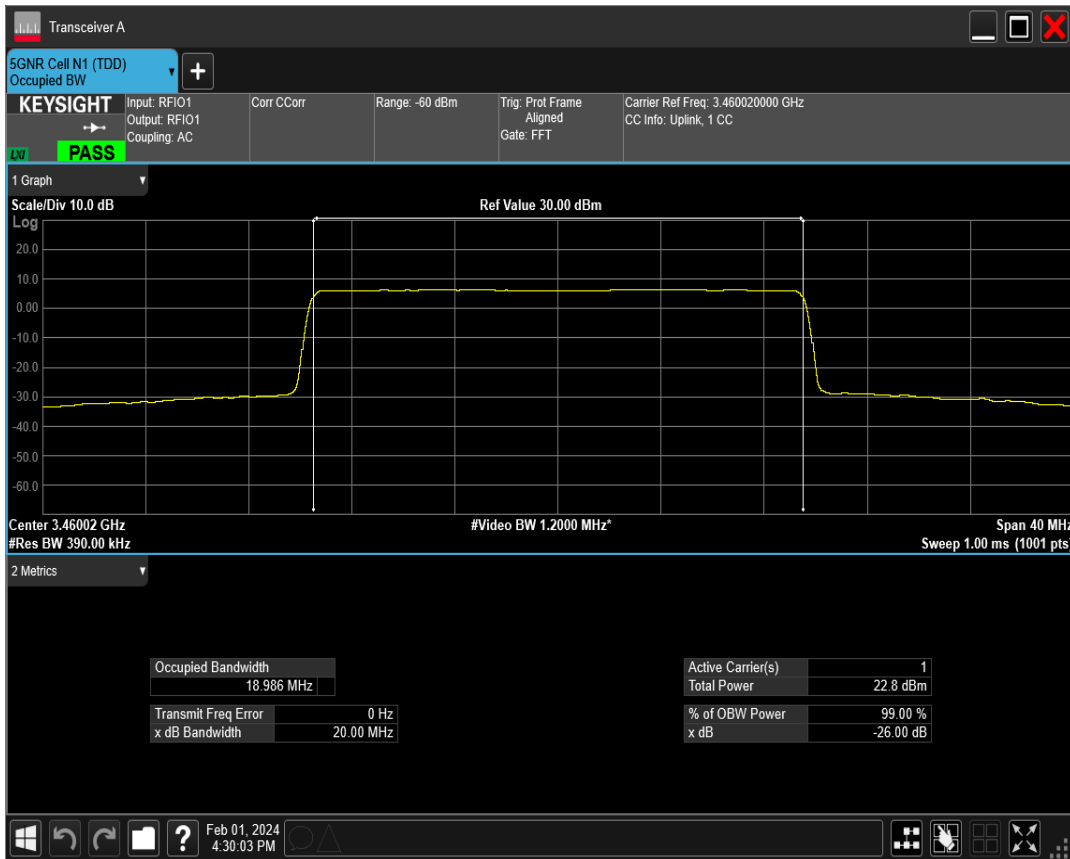 Transceiver A
5GNR Cell N1 (TDD)
Occupied BW
+
KEYSIGHT
LXI
PASS
Input: RFIO1
Output: RFIO1
Coupling: AC
Corr CCorr
Range: -60 dBm
Trig: Prot Frame
Aligned
Gate: FFT
Carrier Ref Freq: 3.460020000 GHz
CC Info: Uplink, 1 CC
1 Graph
Scale/Div 10.0 dB
Ref Value 30.00 dBm
Log
20.0
10.0
0.00
-10.0
-20.0
-30.0
-40.0
-50.0
-60.0
Center 3.46002 GHz
#Video BW 1.2000 MHz*
Span 40 MHz
#Res BW 390.00 kHz
Sweep 1.00 ms (1001 pts)
2 Metrics
Occupied Bandwidth
18.986 MHz
Transmit Freq Error 0 Hz
x dB Bandwidth 20.00 MHz
Active Carrier(s) 1
Total Power 22.8 dBm
% of OBW Power 99.00 %
x dB -26.00 dB
?
Feb 01, 2024
4:30:03 PM